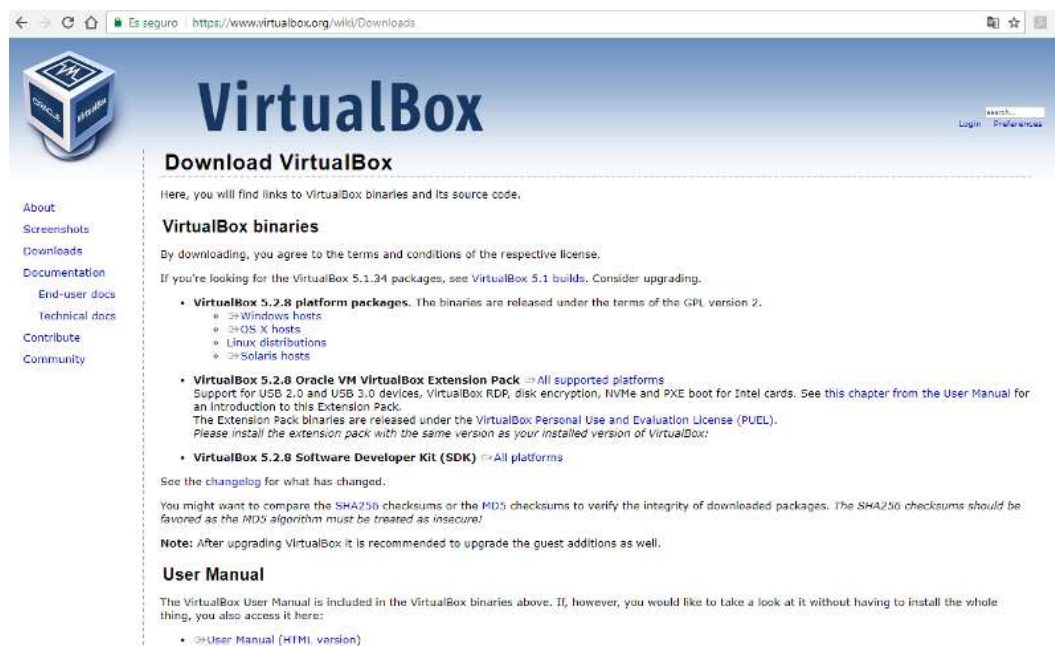 Es seguro https://www.virtualbox.org/wiki/Downloads
ORACLE
VirtualBox
VirtualBox
search...
Login Preferences
Download VirtualBox
Here, you will find links to VirtualBox binaries and its source code.
About
Screenshots
Downloads
Documentation
End-user docs
Technical docs
Contribute
Community
VirtualBox binaries
By downloading, you agree to the terms and conditions of the respective license.
If you're looking for the VirtualBox 5.1.34 packages, see VirtualBox 5.1 builds. Consider upgrading.
• VirtualBox 5.2.8 platform packages. The binaries are released under the terms of the GPL version 2.
Windows hosts
OS X hosts
Linux distributions
Solaris hosts
• VirtualBox 5.2.8 Oracle VM VirtualBox Extension Pack All supported platforms
Support for USB 2.0 and USB 3.0 devices, VirtualBox RDP, disk encryption, NVMe and PXE boot for Intel cards. See this chapter from the User Manual for
an introduction to this Extension Pack.
The Extension Pack binaries are released under the VirtualBox Personal Use and Evaluation License (PUEL).
Please install the extension pack with the same version as your installed version of VirtualBox:
• VirtualBox 5.2.8 Software Developer Kit (SDK) All platforms
See the changelog for what has changed.
You might want to compare the SHA256 checksums or the MD5 checksums to verify the integrity of downloaded packages. The SHA256 checksums should be
favored as the MD5 algorithm must be treated as insecure!
Note: After upgrading VirtualBox it is recommended to upgrade the guest additions as well.
User Manual
The VirtualBox User Manual is included in the VirtualBox binaries above. If, however, you would like to take a look at it without having to install the whole
thing, you also access it here:
• User Manual (HTML version)